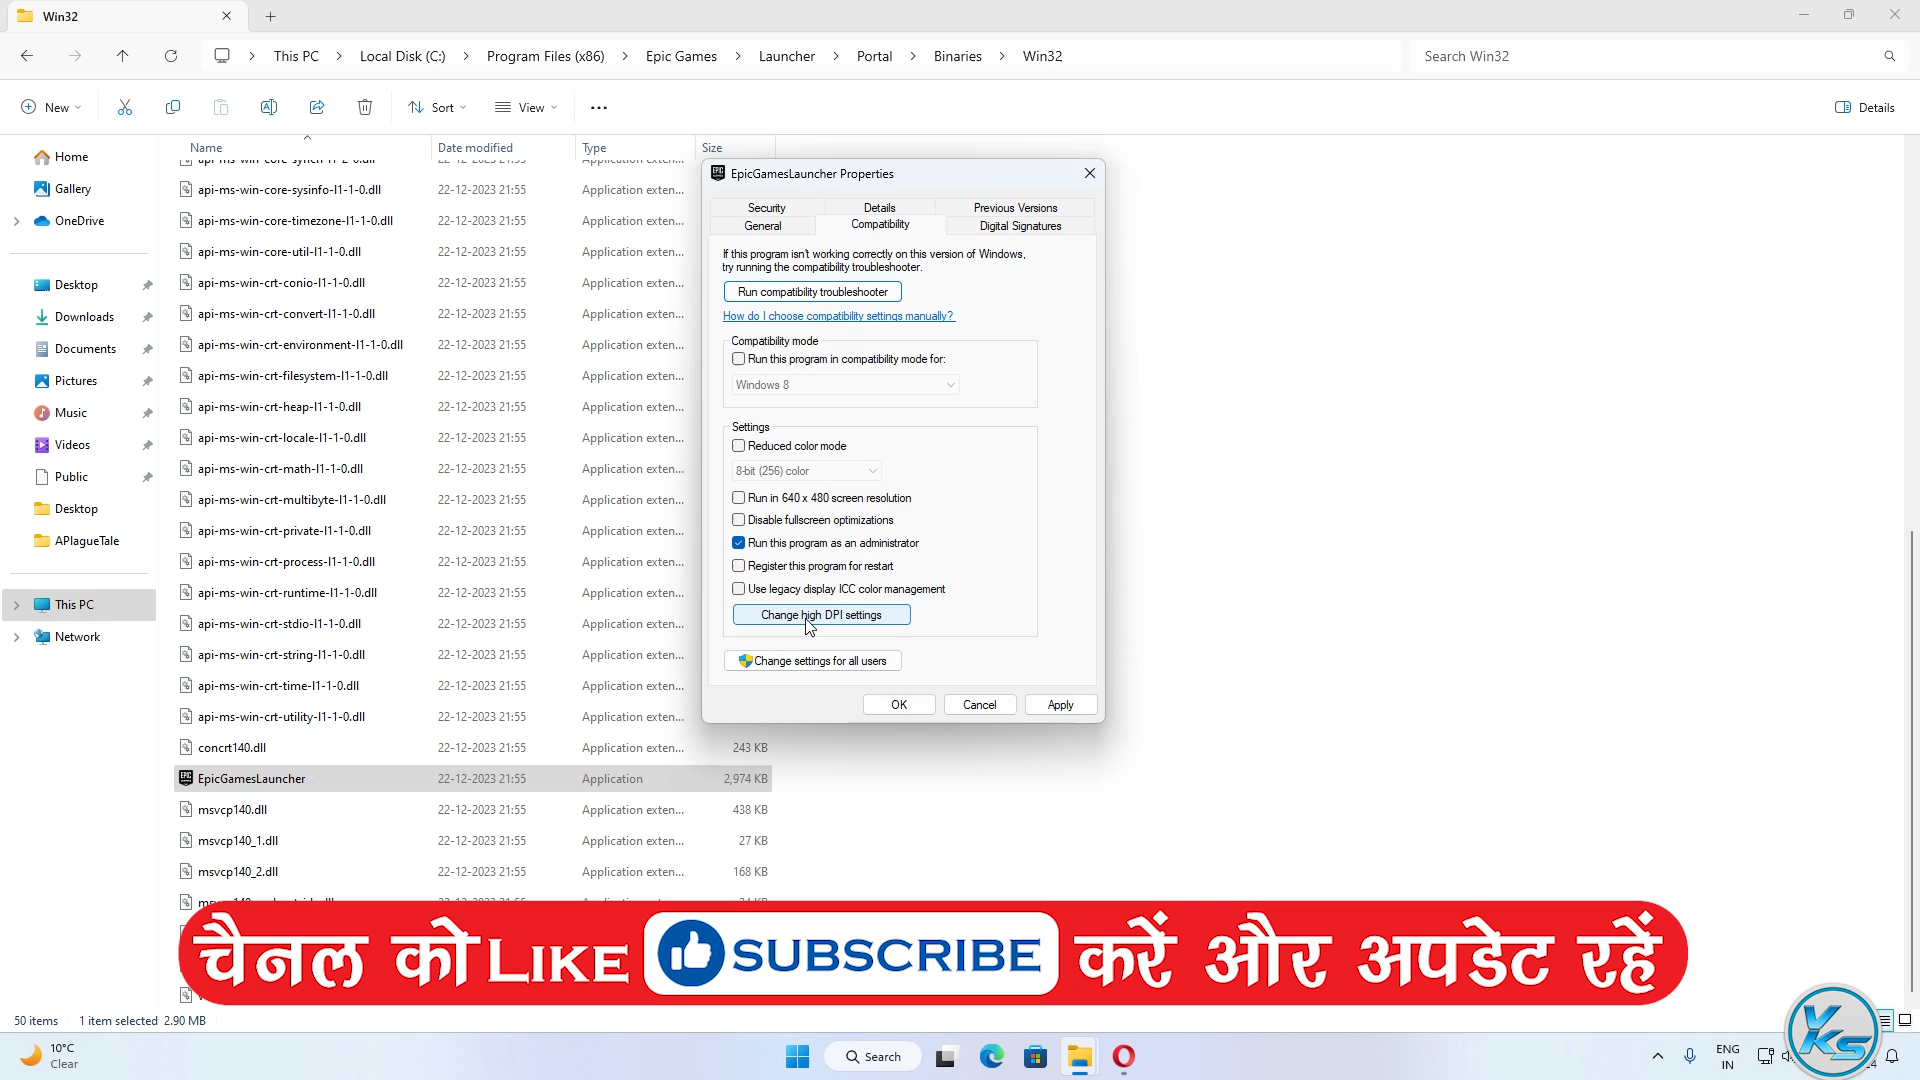 Win32
This PC > Local Disk (C:) > Program Files (x86) > Epic Games > Launcher > Portal > Binaries > Win32
Search Win32
New
Sort
View
Details
Home
Gallery
OneDrive
Desktop
Downloads
Documents
Pictures
Music
Videos
Public
Desktop
APlagueTale
This PC
Network
Name Date modified Type Size
api-ms-win-core-synch-l1-2-0.dll 22-12-2023 21:55 Application exten...
api-ms-win-core-sysinfo-l1-1-0.dll 22-12-2023 21:55 Application exten...
api-ms-win-core-timezone-l1-1-0.dll 22-12-2023 21:55 Application exten...
api-ms-win-core-util-l1-1-0.dll 22-12-2023 21:55 Application exten...
api-ms-win-crt-conio-l1-1-0.dll 22-12-2023 21:55 Application exten...
api-ms-win-crt-convert-l1-1-0.dll 22-12-2023 21:55 Application exten...
api-ms-win-crt-environment-l1-1-0.dll 22-12-2023 21:55 Application exten...
api-ms-win-crt-filesystem-l1-1-0.dll 22-12-2023 21:55 Application exten...
api-ms-win-crt-heap-l1-1-0.dll 22-12-2023 21:55 Application exten...
api-ms-win-crt-locale-l1-1-0.dll 22-12-2023 21:55 Application exten...
api-ms-win-crt-math-l1-1-0.dll 22-12-2023 21:55 Application exten...
api-ms-win-crt-multibyte-l1-1-0.dll 22-12-2023 21:55 Application exten...
api-ms-win-crt-private-l1-1-0.dll 22-12-2023 21:55 Application exten...
api-ms-win-crt-process-l1-1-0.dll 22-12-2023 21:55 Application exten...
api-ms-win-crt-runtime-l1-1-0.dll 22-12-2023 21:55 Application exten...
api-ms-win-crt-stdio-l1-1-0.dll 22-12-2023 21:55 Application exten...
api-ms-win-crt-string-l1-1-0.dll 22-12-2023 21:55 Application exten...
api-ms-win-crt-time-l1-1-0.dll 22-12-2023 21:55 Application exten...
api-ms-win-crt-utility-l1-1-0.dll 22-12-2023 21:55 Application exten...
concrt140.dll 22-12-2023 21:55 Application exten... 243 KB
EpicGamesLauncher 22-12-2023 21:55 Application 2,974 KB
msvcp140.dll 22-12-2023 21:55 Application exten... 438 KB
msvcp140_1.dll 22-12-2023 21:55 Application exten... 27 KB
msvcp140_2.dll 22-12-2023 21:55 Application exten... 168 KB
EPIC EpicGamesLauncher Properties
Security Details Previous Versions
General Compatibility Digital Signatures
If this program isn't working correctly on this version of Windows,
try running the compatibility troubleshooter.
Run compatibility troubleshooter
How do I choose compatibility settings manually?
Compatibility mode
Run this program in compatibility mode for:
Windows 8
Settings
Reduced color mode
8-bit (256) color
Run in 640 x 480 screen resolution
Disable fullscreen optimizations
Run this program as an administrator
Register this program for restart
Use legacy display ICC color management
Change high DPI settings
Change settings for all users
OK Cancel Apply
चैनल को LIKE SUBSCRIBE करें और अपडेट रहें
50 items 1 item selected 2.90 MB
10°C
Clear
Search
ENG
IN
YKS